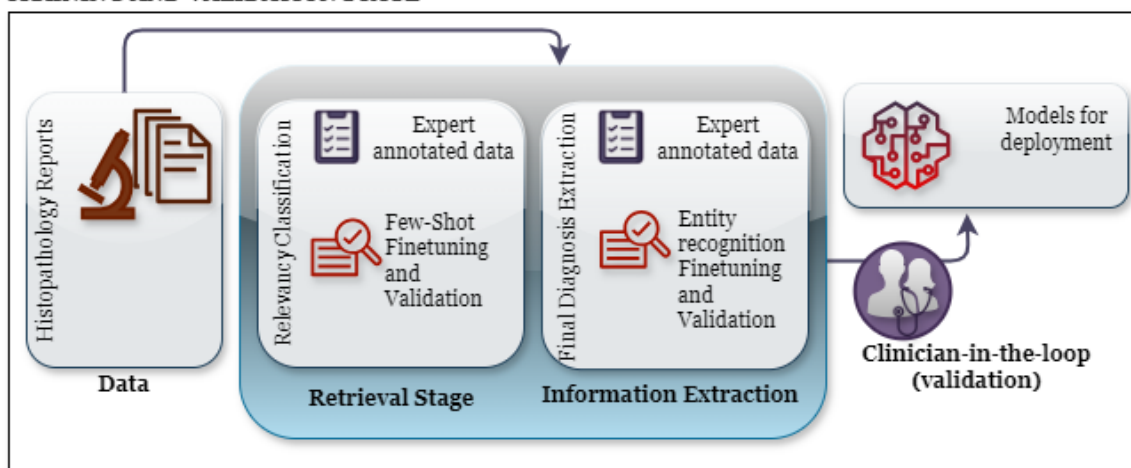 Histopathology Reports
Data
Relevancy Classification
Expert
annotated data
Few-Shot
Finetuning
and
Validation
Retrieval Stage
Final Diagnosis Extraction
Expert
annotated data
Entity
recognition
Finetuning
and
Validation
Information Extraction
Models for
deployment
Clinician-in-the-loop
(validation)